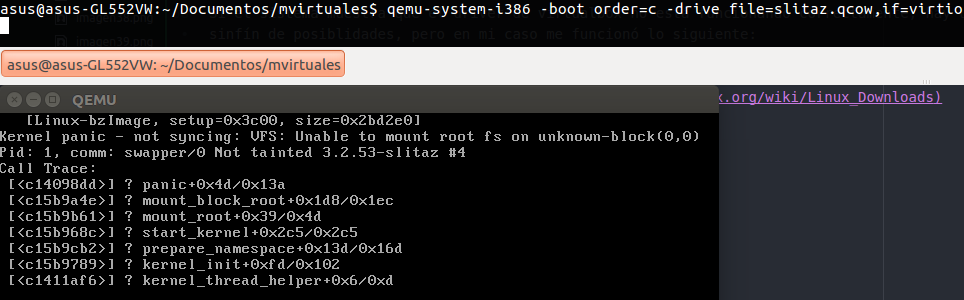 asus@asus-GL552VW:~/Documentos/mvirtuales$ qemu-system-i386 -boot order=c -drive file=slitaz.qcow,if=virtio
sinfín de posiblidades, pero en mi caso me funcionó lo siguiente:
imagen39.png
asus@asus-GL552VW: ~/Documentos/mvirtuales
QEMU
x.org/wiki/Linux_Downloads)
[Linux-bzImage, setup=0x3c00, size=0x2bd2e0]
Kernel panic - not syncing: VFS: Unable to mount root fs on unknown-block(0,0)
Pid: 1, comm: swapper/0 Not tainted 3.2.53-slitaz #4
Call Trace:
[<c14098dd>] ? panic+0x4d/0x13a
[<c15b9a4e>] ? mount_block_root+0x1d8/0x1ec
[<c15b9b61>] ? mount_root+0x39/0x4d
[<c15b968c>] ? start_kernel+0x2c5/0x2c5
[<c15b9cb2>] ? prepare_namespace+0x13d/0x16d
[<c15b9789>] ? kernel_init+0xfd/0x102
[<c1411af6>] ? kernel_thread_helper+0x6/0xd